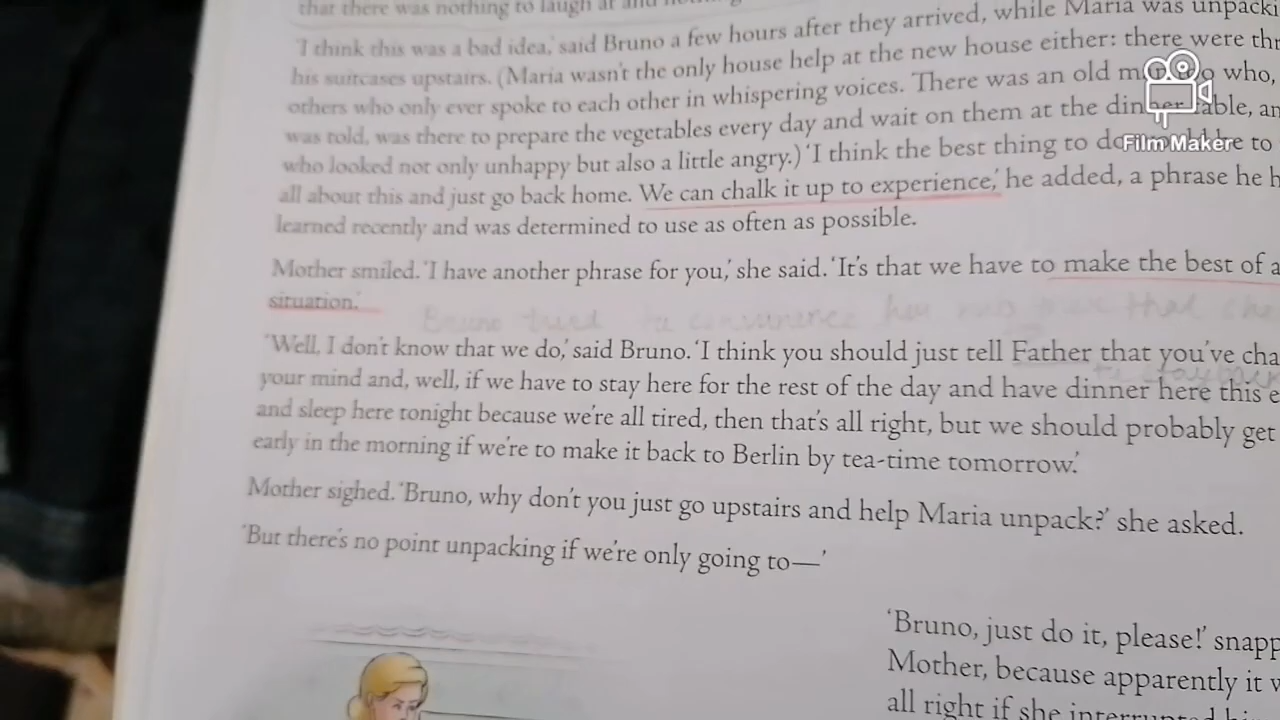 that there was nothing to laugh at and
'I think this was a bad idea,' said Bruno a few hours after they arrived, while Maria was unpacki
his suitcases upstairs. (Maria wasn't the only house help at the new house either: there were thr
others who only ever spoke to each other in whispering voices. There was an old who,
was told, was there to prepare the vegetables every day and wait on them at the dinner table, an
who looked not only unhappy but also a little angry.) 'I think the best thing to do to
all about this and just go back home. We can chalk it up to experience,' he added, a phrase he h
learned recently and was determined to use as often as possible.
Mother smiled. 'I have another phrase for you,' she said. 'It's that we have to make the best of a
situation.'
Bruno tried to her that she
'Well, I don't know that we do,' said Bruno. 'I think you should just tell Father that you've cha
your mind and, well, if we have to stay here for the rest of the day and have dinner here this e
and sleep here tonight because we're all tired, then that's all right, but we should probably get
early in the morning if we're to make it back to Berlin by tea-time tomorrow.'
Mother sighed. 'Bruno, why don't you just go upstairs and help Maria unpack?' she asked.
'But there's no point unpacking if we're only going to—'
'Bruno, just do it, please!' snapp
Mother, because apparently it w
all right if she interrupted hi
Film Maker